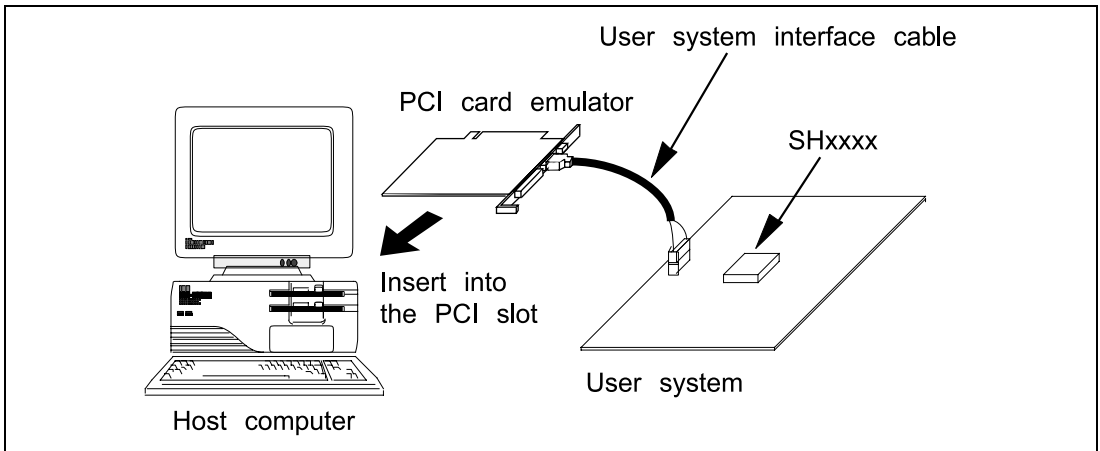 User system interface cable
PCI card emulator
SHxxxx
Insert into
the PCI slot
User system
Host computer